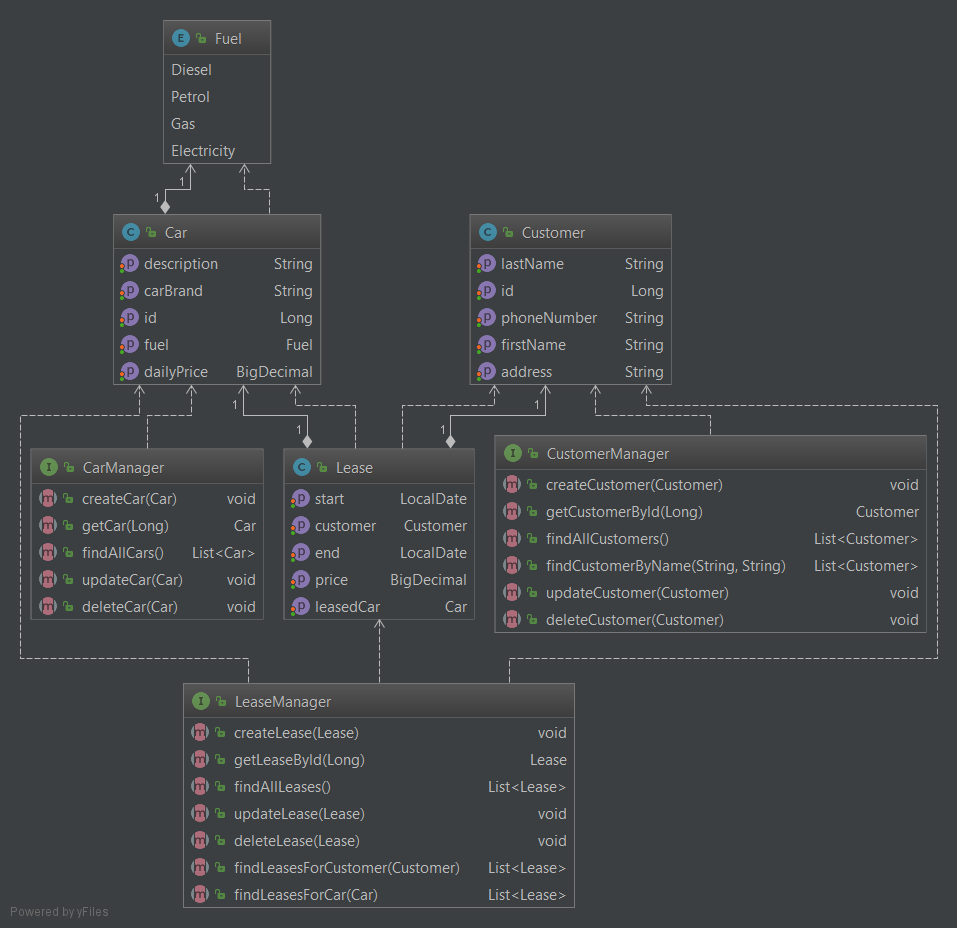 E Fuel
Diesel
Petrol
Gas
Electricity
1
1
C Car
p description String
p carBrand String
p id Long
p fuel Fuel
p dailyPrice BigDecimal
C Customer
p lastName String
p id Long
p phoneNumber String
p firstName String
p address String
1
1
1
1
I CarManager
m createCar(Car) void
m getCar(Long) Car
m findAllCars() List<Car>
m updateCar(Car) void
m deleteCar(Car) void
C Lease
p start LocalDate
p customer Customer
p end LocalDate
p price BigDecimal
p leasedCar Car
I CustomerManager
m createCustomer(Customer) void
m getCustomerById(Long) Customer
m findAllCustomers() List<Customer>
m findCustomerByName(String, String) List<Customer>
m updateCustomer(Customer) void
m deleteCustomer(Customer) void
I LeaseManager
m createLease(Lease) void
m getLeaseById(Long) Lease
m findAllLeases() List<Lease>
m updateLease(Lease) void
m deleteLease(Lease) void
m findLeasesForCustomer(Customer) List<Lease>
m findLeasesForCar(Car) List<Lease>
Powered by yFiles